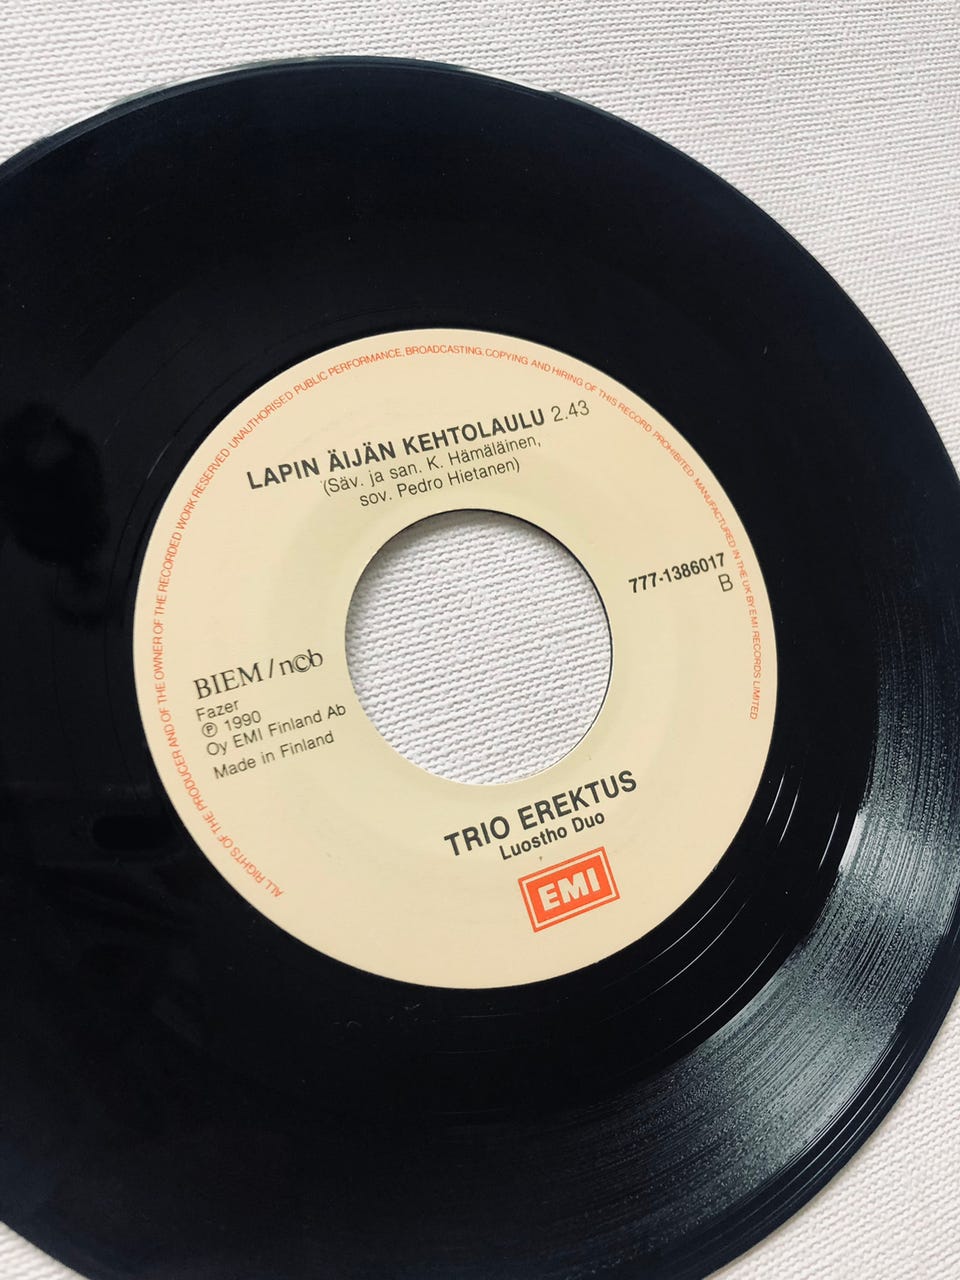 ALL RIGHTS OF THE PRODUCER AND OF THE OWNER OF THE RECORDED WORK RESERVED UNAUTHORISED PUBLIC PERFORMANCE, BROADCASTING, COPYING AND HIRING OF THIS RECORD PROHIBITED MANUFACTURED IN THE UK BY EMI RECORDS LIMITED
LAPIN ÄIJÄN KEHTOLAULU 2.43
(Säv. ja san. K. Hämäläinen,
sov. Pedro Hietanen)
777-1386017
B
BIEM/n©b
Fazer
℗ 1990
Oy EMI Finland Ab
Made in Finland
TRIO EREKTUS
Luostho Duo
EMI